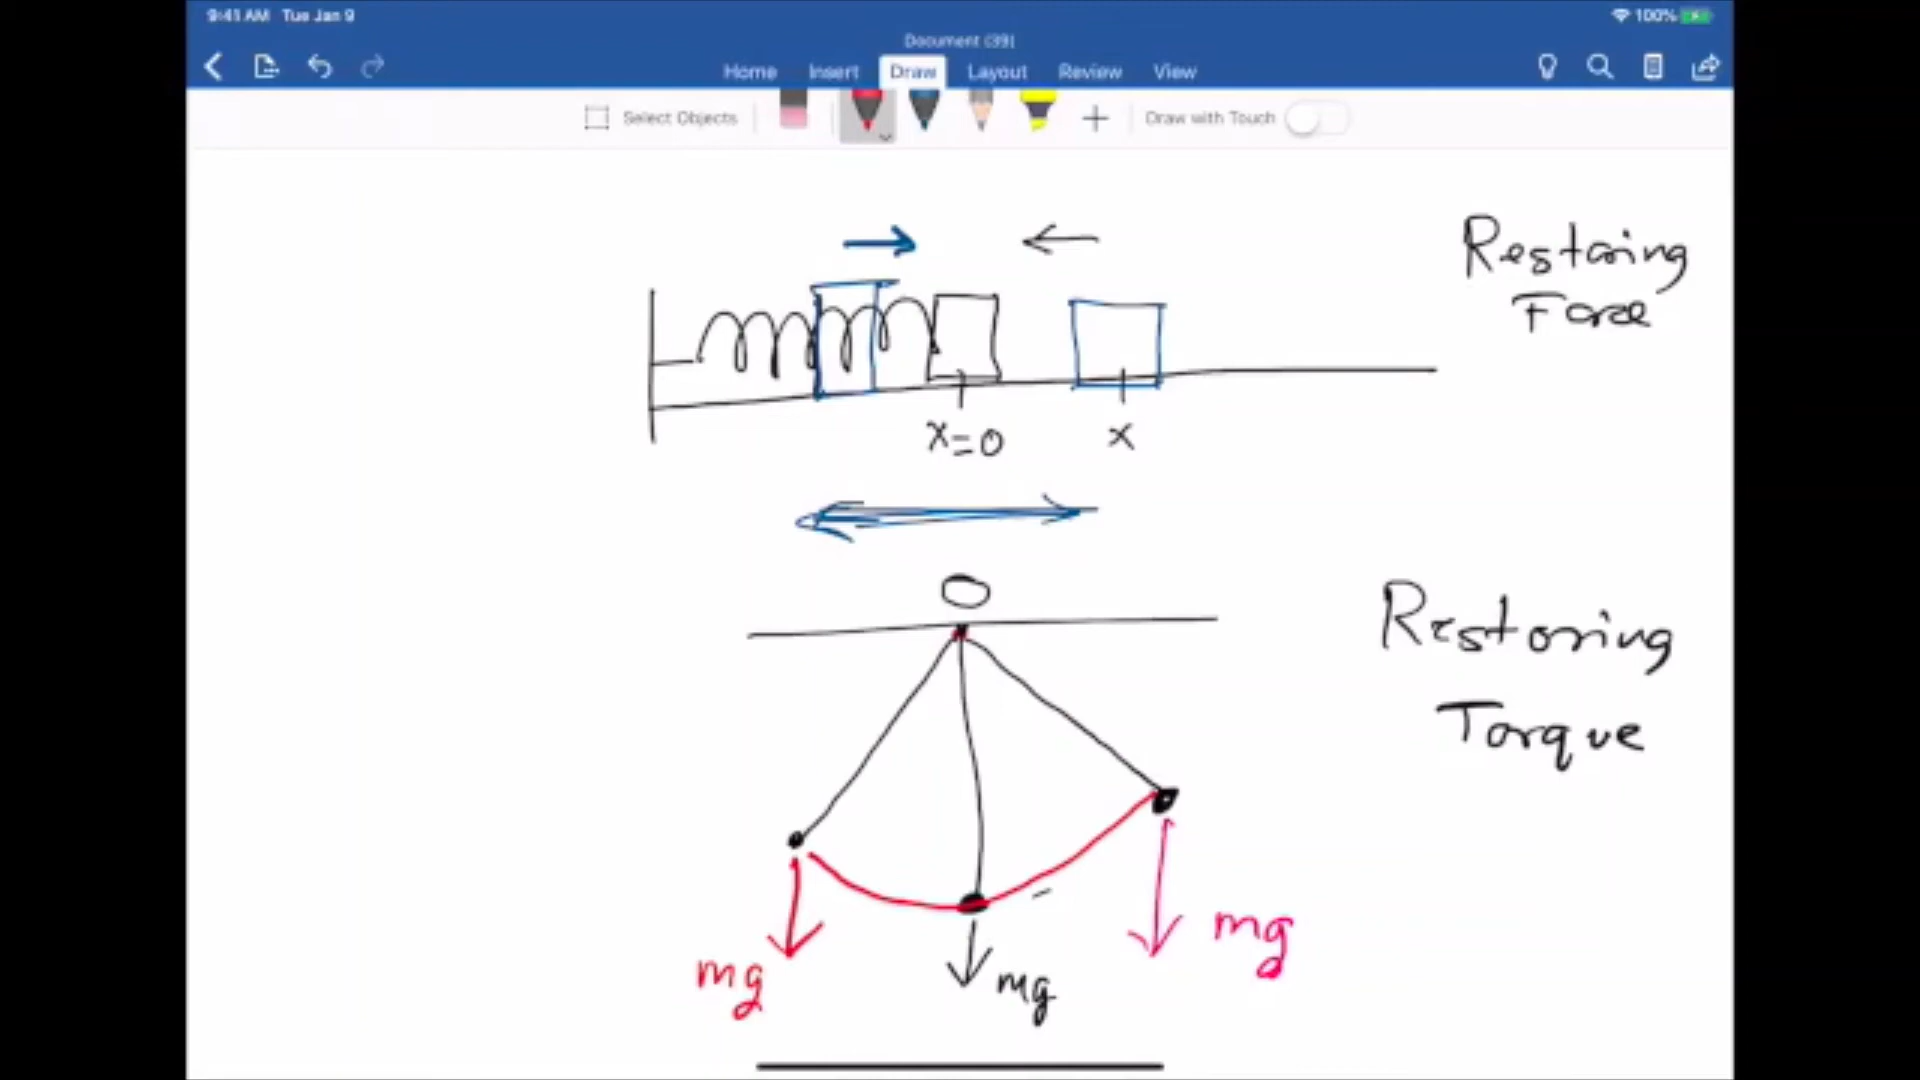 9:41 AM Tue Jan 9
100%
Document (39)
Home Insert Draw Layout Review View
Select Objects
Draw with Touch
Restoring
Force
x=0
x
O
Restoring
Torque
mg
mg
mg